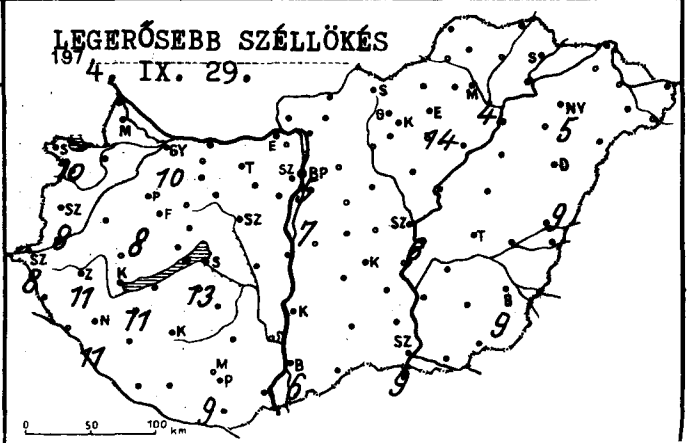 LEGERŐSEBB SZÉLLÖKÉS
1974. IX. 29.
S
S
M
NY
G
K
E
4
M
14
5
S
GY
E
10
10
T
SZ
BP
D
SZ
P
F
SZ
7
SZ
9
8
8
T
SZ
8
Z
K
S
K
8
11
11
13
B
N
K
K
9
11
SZ
M
P
B
9
6
9
0 50 100 km